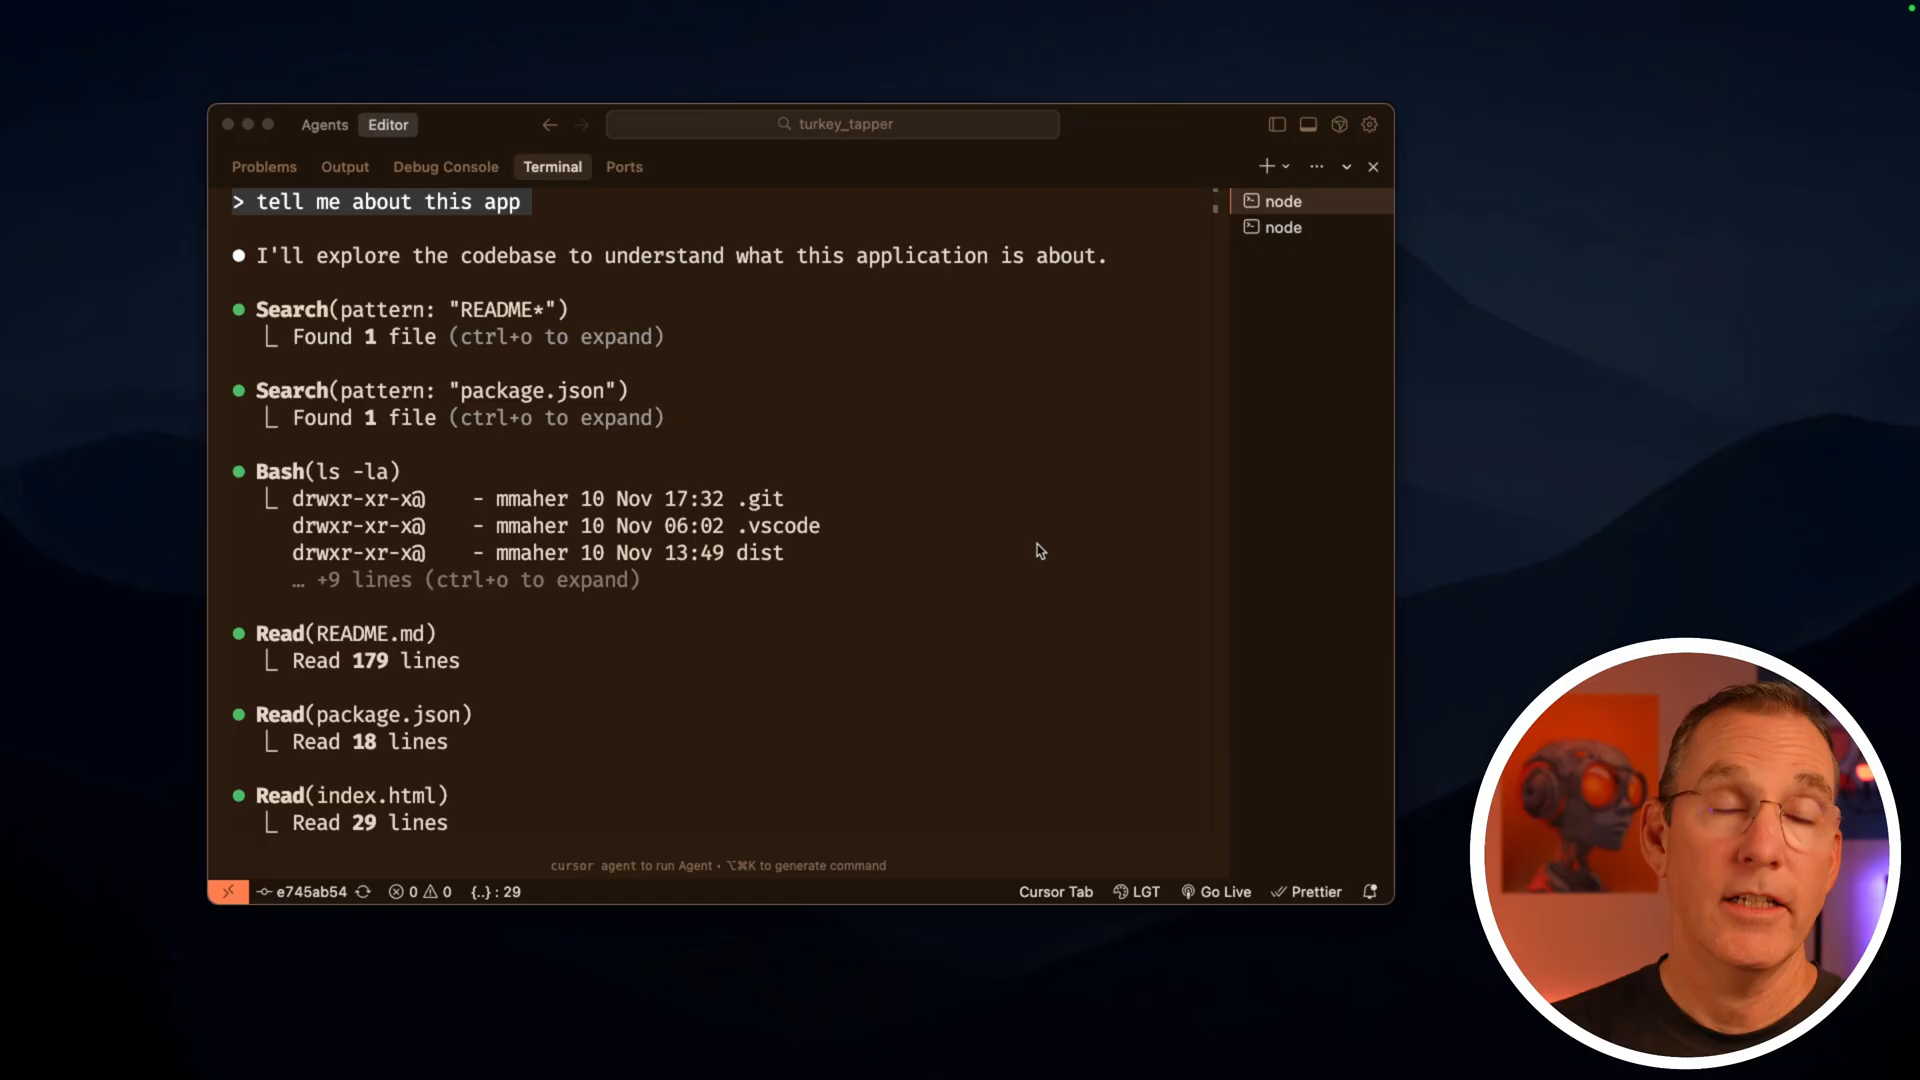 Agents Editor turkey_tapper
Problems Output Debug Console Terminal Ports
> tell me about this app
node
node
I'll explore the codebase to understand what this application is about.
Search(pattern: "README*")
Found 1 file (ctrl+o to expand)
Search(pattern: "package.json")
Found 1 file (ctrl+o to expand)
Bash(ls -la)
drwxr-xr-x@ - mmaher 10 Nov 17:32 .git
drwxr-xr-x@ - mmaher 10 Nov 06:02 .vscode
drwxr-xr-x@ - mmaher 10 Nov 13:49 dist
… +9 lines (ctrl+o to expand)
Read(README.md)
Read 179 lines
Read(package.json)
Read 18 lines
Read(index.html)
Read 29 lines
cursor agent to run Agent • ⌥⌘K to generate command
e745ab54 0 0 {..} : 29 Cursor Tab LGT Go Live Prettier